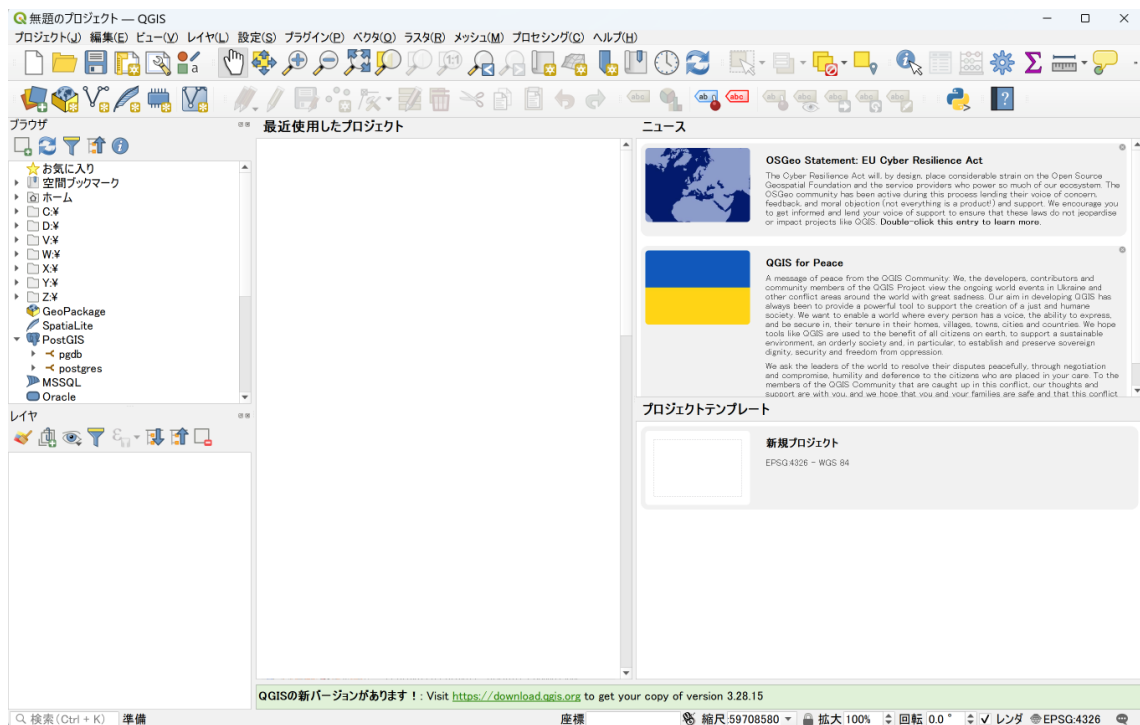 無題のプロジェクト — QGIS
プロジェクト(J) 編集(E) ビュー(V) レイヤ(L) 設定(S) プラグイン(P) ベクタ(O) ラスタ(R) メッシュ(M) プロセシング(C) ヘルプ(H)
ブラウザ
お気に入り
空間ブックマーク
ホーム
C:¥
D:¥
V:¥
W:¥
X:¥
Y:¥
Z:¥
GeoPackage
SpatiaLite
PostGIS
pgdb
postgres
MSSQL
Oracle
レイヤ
最近使用したプロジェクト
ニュース
OSGeo Statement: EU Cyber Resilience Act
The Cyber Resilience Act will, by design, place considerable strain on the Open Source
Geospatial Foundation and the service providers who power so much of our ecosystem. The
OSGeo community has been active during this process lending their voice of concern,
feedback, and moral objection (not everything is a product!) and support. We encourage you
to get informed and lend your voice of support to ensure that these laws do not jeopardise
or impact projects like QGIS. Double-click this entry to learn more.
QGIS for Peace
A message of peace from the QGIS Community. We, the developers, contributors and
community members of the QGIS Project view the ongoing world events in Ukraine and
other conflict areas around the world with great sadness. Our aim in developing QGIS has
always been to provide a powerful tool to support the creation of a just and humane
society. We want to enable a world where every person has a voice, the ability to express,
and be secure in, their tenure in their homes, villages, towns, cities and countries. We hope
tools like QGIS are used to the benefit of all citizens on earth, to support a sustainable
environment, an orderly society and, in particular, to establish and preserve sovereign
dignity, security and freedom from oppression.
We ask the leaders of the world to resolve their disputes peacefully, through negotiation
and compromise, humility and deference to the citizens who are placed in your care. To the
members of the QGIS Community that are caught up in this conflict, our thoughts and
support are with you, and we hope that you and your families are safe and that this conflict
プロジェクトテンプレート
新規プロジェクト
EPSG:4326 - WGS 84
QGISの新バージョンがあります！: Visit https://download.qgis.org to get your copy of version 3.28.15
検索(Ctrl + K) 準備 座標 縮尺 59708580 拡大 100% 回転 0.0 ° レンダ EPSG:4326